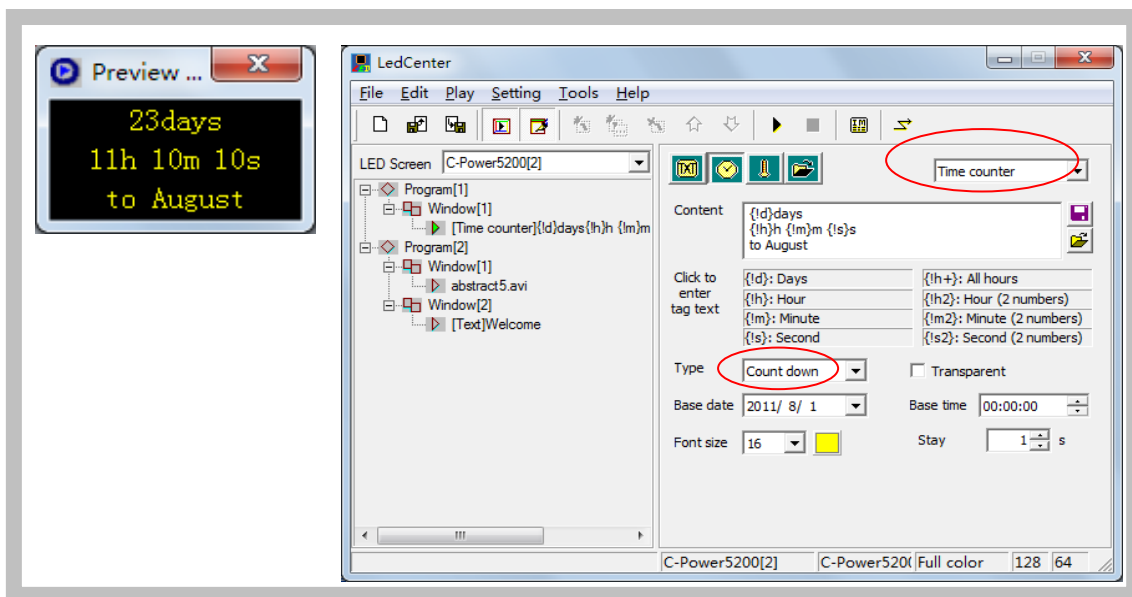 Preview ...
23days
11h 10m 10s
to August
LedCenter
File Edit Play Setting Tools Help
LED Screen C-Power5200[2]
Program[1]
Window[1]
[Time counter]{!d}days{!h}h {!m}m
Program[2]
Window[1]
abstract5.avi
Window[2]
[Text]Welcome
TXT
Time counter
Content
{!d}days
{!h}h {!m}m {!s}s
to August
Click to
enter
tag text
{!d}: Days {!h+}: All hours
{!h}: Hour {!h2}: Hour (2 numbers)
{!m}: Minute {!m2}: Minute (2 numbers)
{!s}: Second {!s2}: Second (2 numbers)
Type Count down Transparent
Base date 2011/ 8/ 1 Base time 00:00:00
Font size 16 Stay 1 s
C-Power5200[2] C-Power520( Full color 128 64